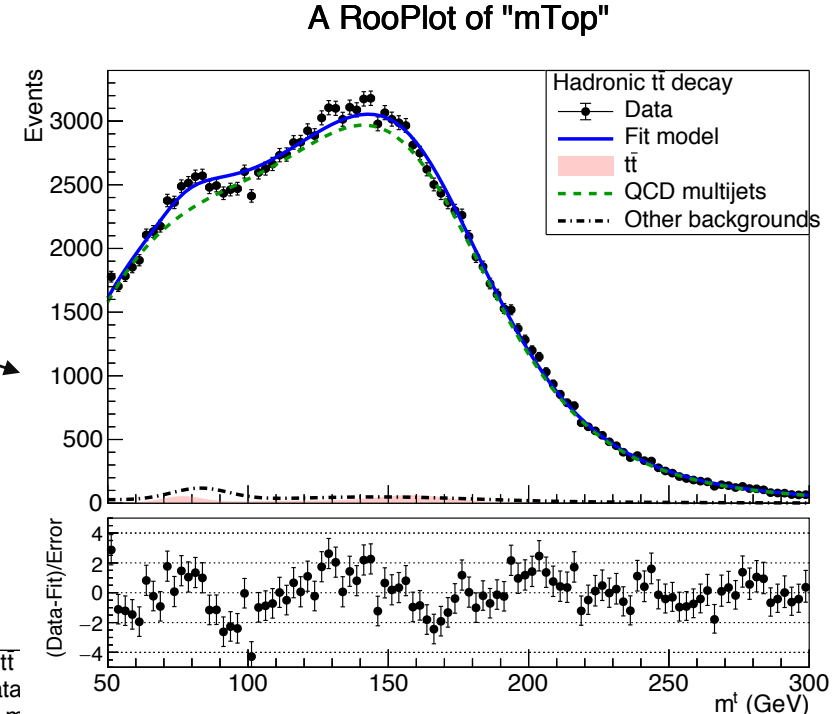 A RooPlot of "mTop"
Events
3000
2500
2000
1500
1000
500
0
Hadronic tt̄ decay
Data
Fit model
tt̄
QCD multijets
Other backgrounds
(Data-Fit)/Error
4
2
0
−2
−4
50 100 150 200 250 300
mᵗ (GeV)
tt̄